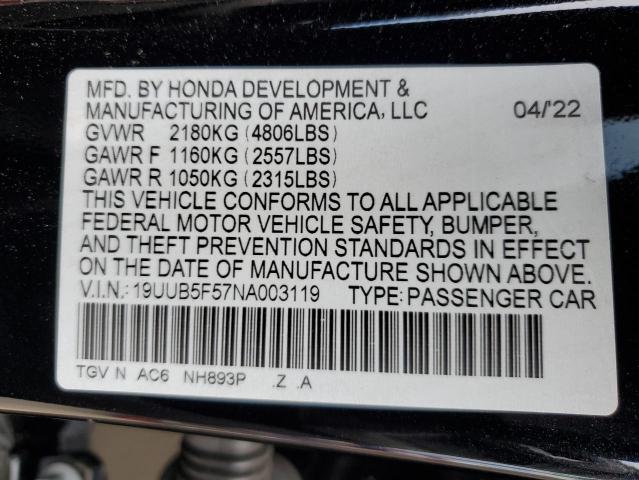 MFD. BY HONDA DEVELOPMENT &
MANUFACTURING OF AMERICA, LLC 04/'22
GVWR 2180KG (4806LBS)
GAWR F 1160KG (2557LBS)
GAWR R 1050KG (2315LBS)
THIS VEHICLE CONFORMS TO ALL APPLICABLE
FEDERAL MOTOR VEHICLE SAFETY, BUMPER,
AND THEFT PREVENTION STANDARDS IN EFFECT
ON THE DATE OF MANUFACTURE SHOWN ABOVE.
V.I.N.: 19UUB5F57NA003119 TYPE: PASSENGER CAR
TGV N AC6 NH893P .Z .A